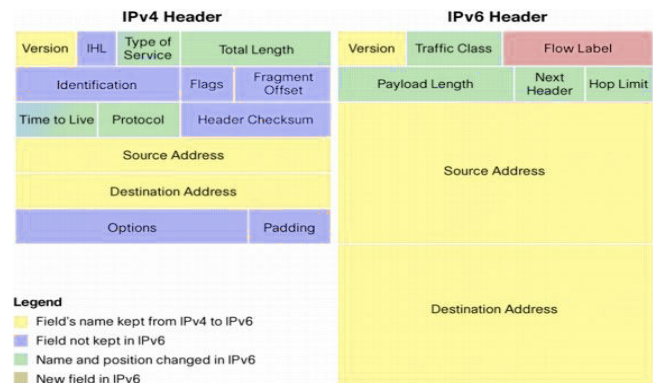 IPv4 Header
Version IHL Type of Service Total Length
Identification Flags Fragment Offset
Time to Live Protocol Header Checksum
Source Address
Destination Address
Options Padding
IPv6 Header
Version Traffic Class Flow Label
Payload Length Next Header Hop Limit
Source Address
Destination Address
Legend
Field's name kept from IPv4 to IPv6
Field not kept in IPv6
Name and position changed in IPv6
New field in IPv6